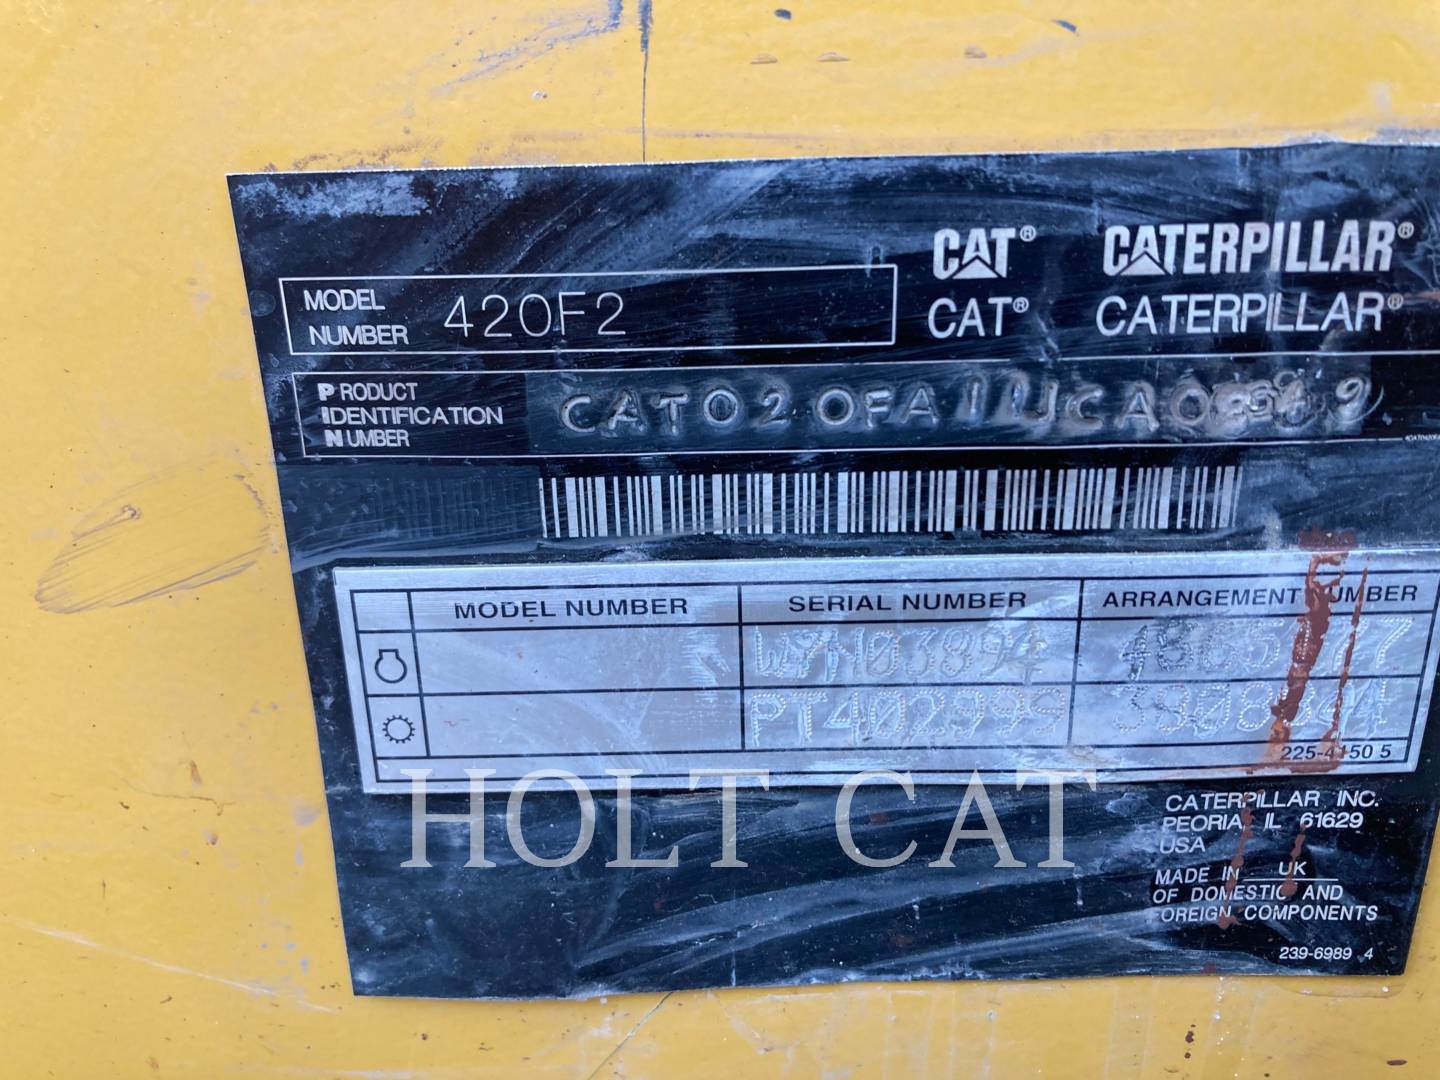 CAT® CATERPILLAR®
CAT® CATERPILLAR®
MODEL
NUMBER 420F2
PRODUCT
IDENTIFICATION
NUMBER
MODEL NUMBER SERIAL NUMBER ARRANGEMENT NUMBER
WYN03894
PT402999
225-4150 5
HOLT CAT
CATERPILLAR INC.
PEORIA, IL 61629
USA
MADE IN UK
OF DOMESTIC AND
FOREIGN COMPONENTS
239-6989 4